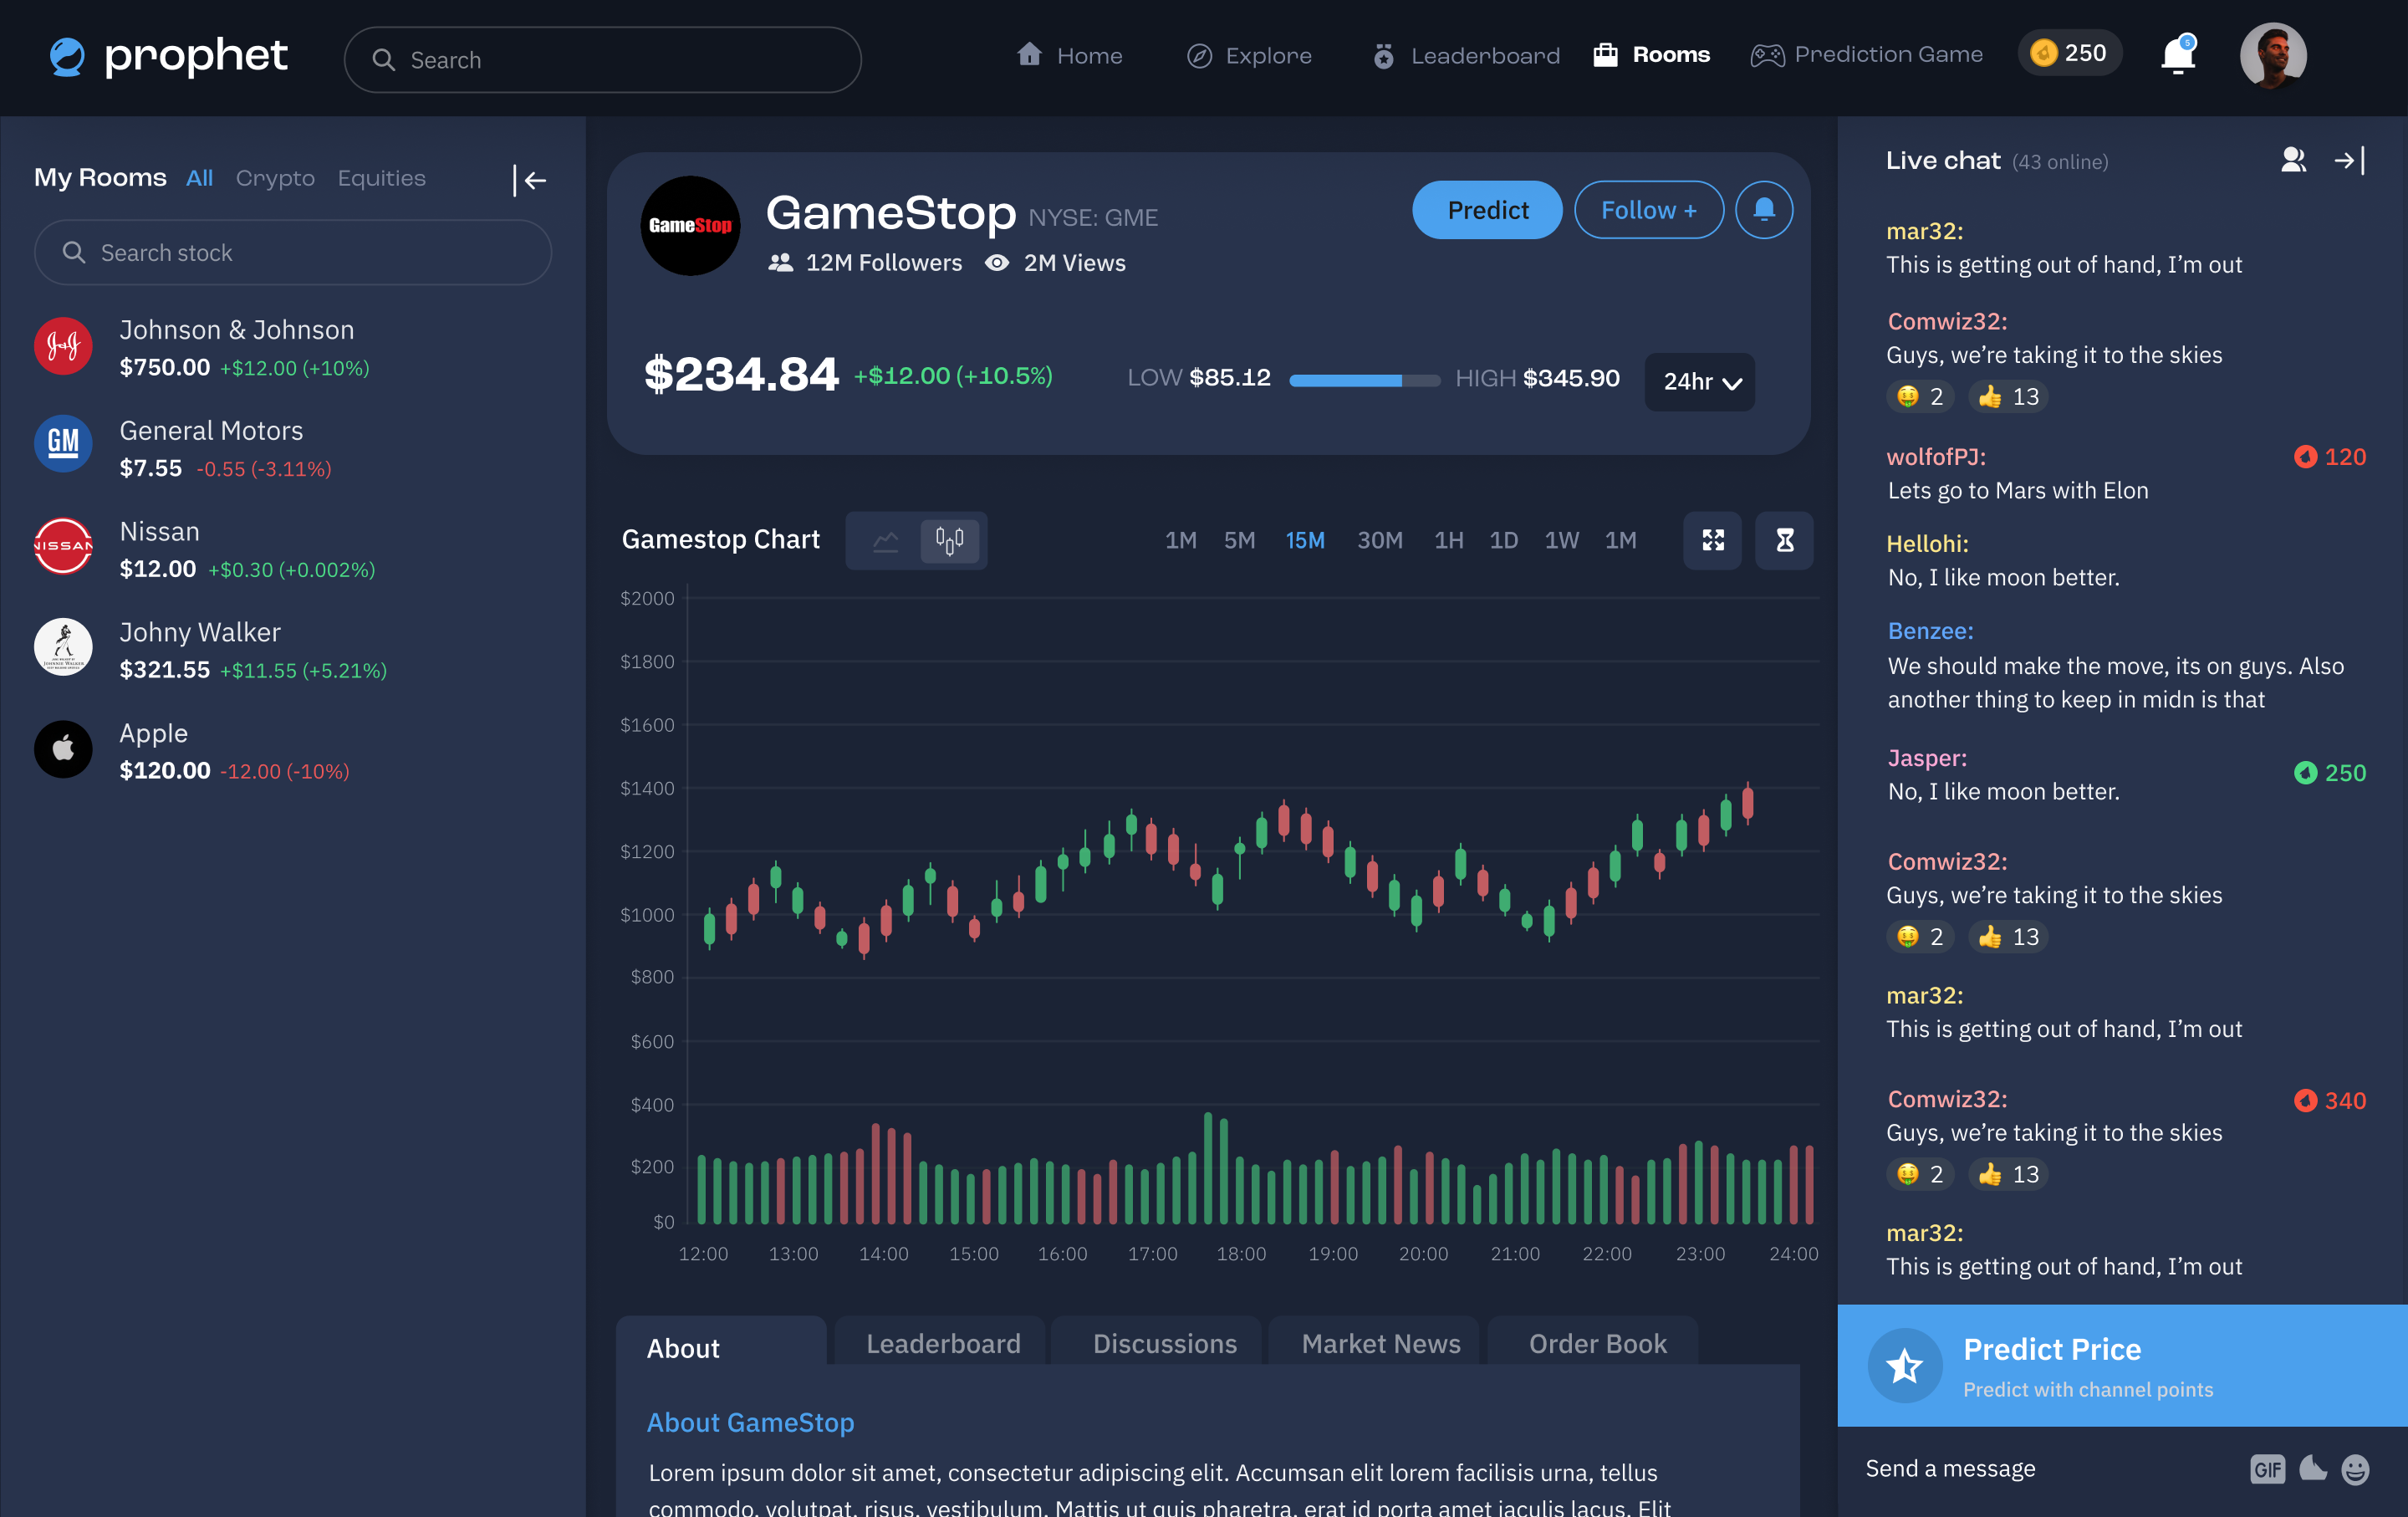 prophet
Search
Home
Explore
Leaderboard
Rooms
Prediction Game
250
5
My Rooms All Crypto Equities
Search stock
Johnson & Johnson
$750.00 +$12.00 (+10%)
GM
General Motors
$7.55 -0.55 (-3.11%)
NISSAN
Nissan
$12.00 +$0.30 (+0.002%)
Johny Walker
$321.55 +$11.55 (+5.21%)
Apple
$120.00 -12.00 (-10%)
GameStop
GameStop NYSE: GME
12M Followers 2M Views
Predict
Follow +
$234.84 +$12.00 (+10.5%)
LOW $85.12
HIGH $345.90
24hr
Gamestop Chart
1M 5M 15M 30M 1H 1D 1W 1M
$2000
$1800
$1600
$1400
$1200
$1000
$800
$600
$400
$200
$0
12:00 13:00 14:00 15:00 16:00 17:00 18:00 19:00 20:00 21:00 22:00 23:00 24:00
About
Leaderboard
Discussions
Market News
Order Book
About GameStop
Lorem ipsum dolor sit amet, consectetur adipiscing elit. Accumsan elit lorem facilisis urna, tellus
commodo, volutpat, risus, vestibulum. Mattis ut quis pharetra, erat id porta amet iaculis lacus. Elit
Live chat (43 online)
mar32:
This is getting out of hand, I’m out
Comwiz32:
Guys, we’re taking it to the skies
2 13
wolfofPJ: 120
Lets go to Mars with Elon
Hellohi:
No, I like moon better.
Benzee:
We should make the move, its on guys. Also
another thing to keep in midn is that
Jasper: 250
No, I like moon better.
Comwiz32:
Guys, we’re taking it to the skies
2 13
mar32:
This is getting out of hand, I’m out
Comwiz32: 340
Guys, we’re taking it to the skies
2 13
mar32:
This is getting out of hand, I’m out
Predict Price
Predict with channel points
Send a message
GIF